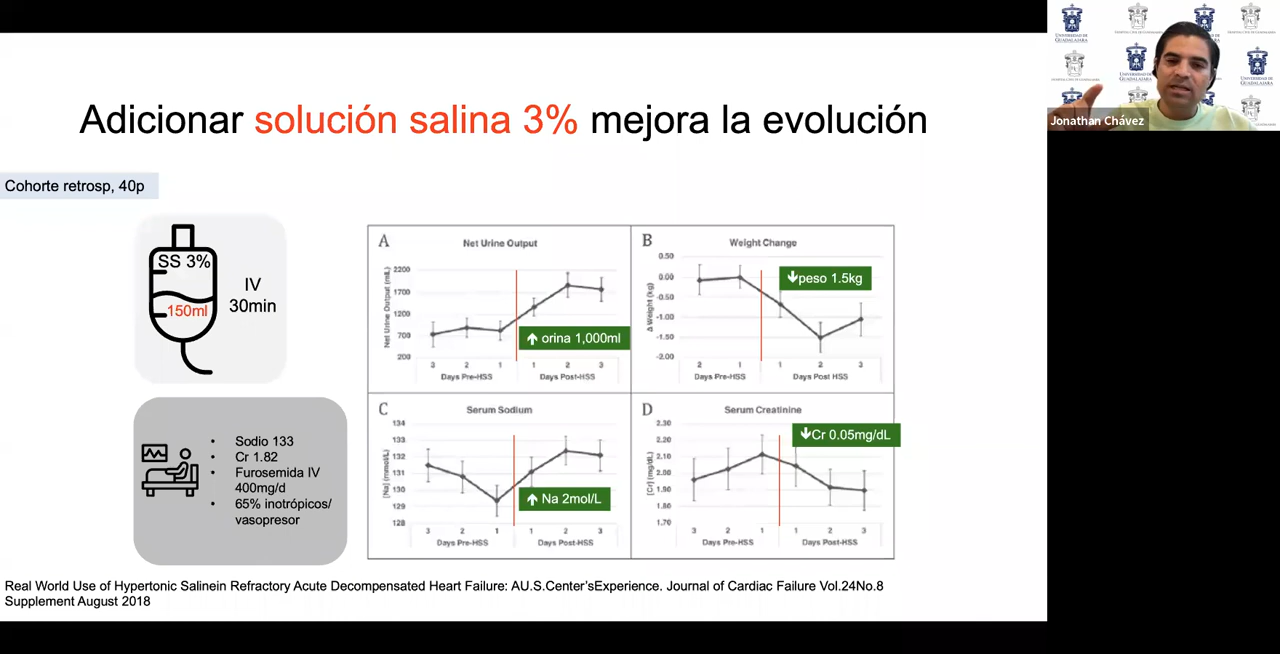 Adicionar solución salina 3% mejora la evolución
Cohorte retrosp, 40p
SS 3%
150ml
IV
30min
• Sodio 133
• Cr 1.82
• Furosemida IV
400mg/d
• 65% inotrópicos/
vasopresor
A
Net Urine Output
Net Urine Output (mL)
2200
1700
1200
700
200
3 2 1 1 2 3
Days Pre-HSS Days Post-HSS
orina 1,000ml
B
Weight Change
Δ Weight (kg)
0.50
0.00
-0.50
-1.00
-1.50
-2.00
2 1 1 2 3
Days Pre-HSS Days Post HSS
peso 1.5kg
C
Serum Sodium
[Na] (mmol/L)
134
133
132
131
130
129
128
3 2 1 1 2 3
Days Pre-HSS Days Post-HSS
Na 2mol/L
D
Serum Creatinine
[Cr] (mg/dL)
2.30
2.20
2.10
2.00
1.90
1.80
1.70
3 2 1 1 2 3
Days Pre-HSS Days Post-HSS
Cr 0.05mg/dL
Real World Use of Hypertonic Salinein Refractory Acute Decompensated Heart Failure: AU.S.Center'sExperience. Journal of Cardiac Failure Vol.24No.8
Supplement August 2018
UNIVERSIDAD DE
GUADALAJARA
Jonathan Chávez